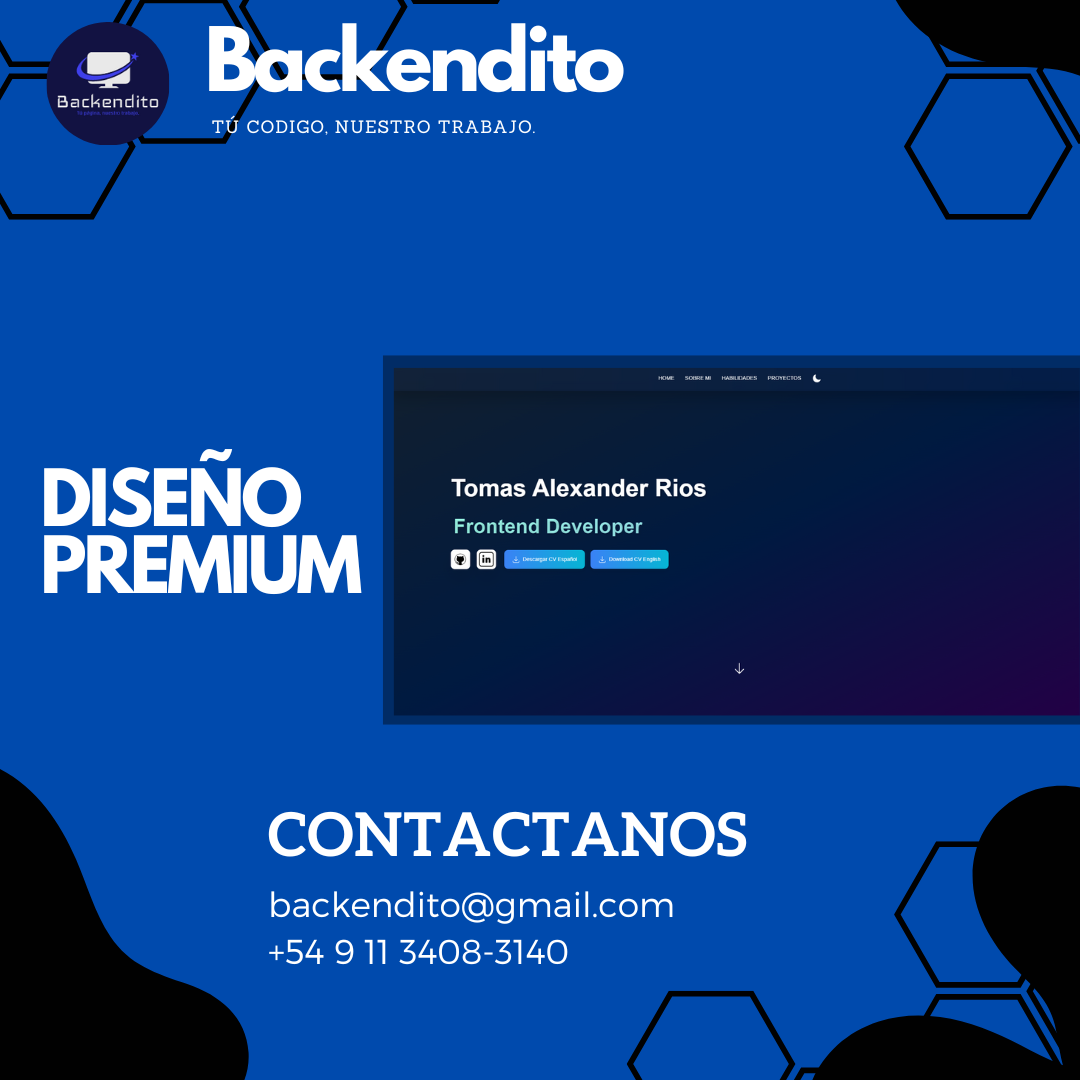 Backendito
Backendito
TÚ CODIGO, NUESTRO TRABAJO.
HOME SOBRE MI HABILIDADES PROYECTOS
DISEÑO
PREMIUM
Tomas Alexander Rios
Frontend Developer
in Descargar CV Español Download CV English
CONTACTANOS
backendito@gmail.com
+54 9 11 3408-3140